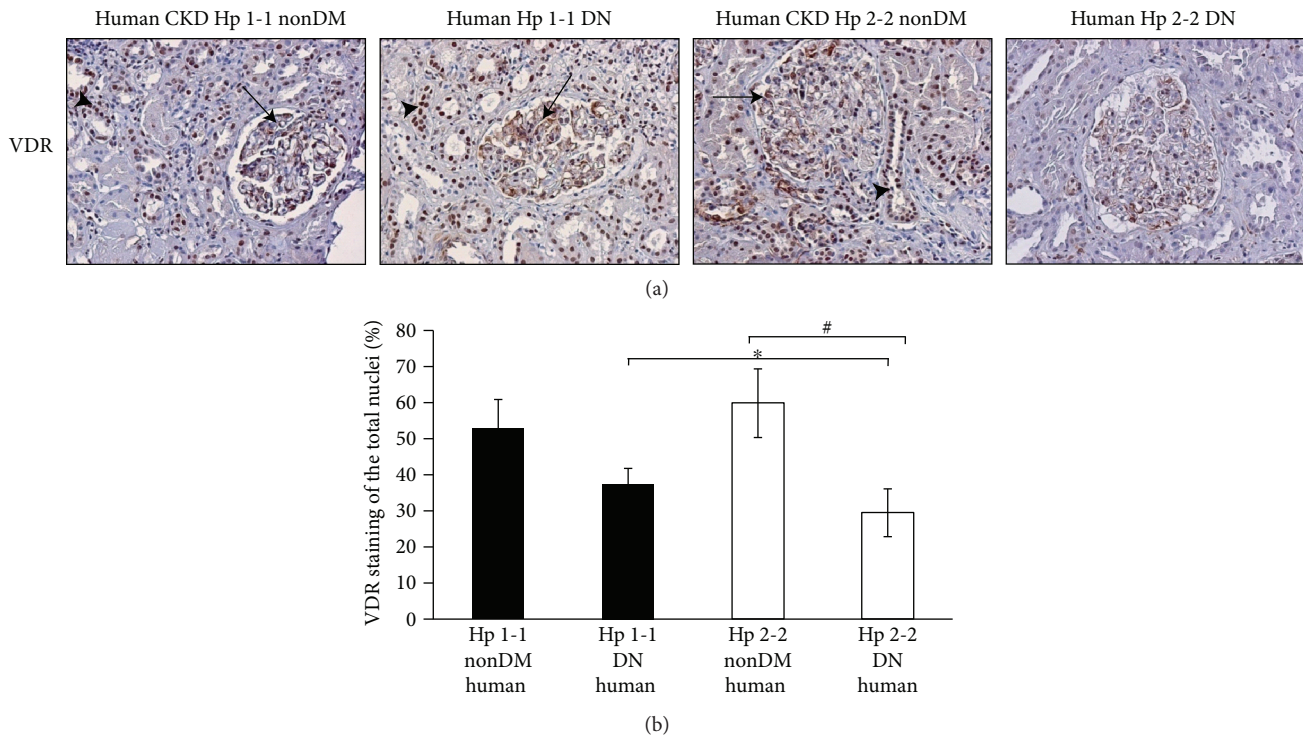 Human CKD Hp 1-1 nonDM
Human Hp 1-1 DN
Human CKD Hp 2-2 nonDM
Human Hp 2-2 DN
VDR
(a)
VDR staining of the total nuclei (%)
80
70
60
50
40
30
20
10
0
#
*
Hp 1-1
nonDM
human
Hp 1-1
DN
human
Hp 2-2
nonDM
human
Hp 2-2
DN
human
(b)